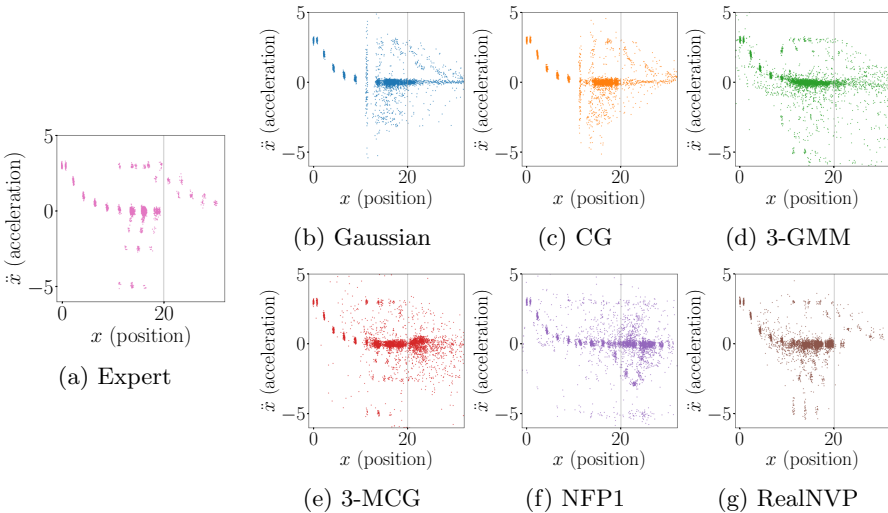 5
0
−5
ẍ (acceleration)
0
20
x (position)
(a) Expert
5
0
−5
ẍ (acceleration)
0
20
x (position)
(b) Gaussian
5
0
−5
ẍ (acceleration)
0
20
x (position)
(c) CG
5
0
−5
ẍ (acceleration)
0
20
x (position)
(d) 3-GMM
5
0
−5
ẍ (acceleration)
0
20
x (position)
(e) 3-MCG
5
0
−5
ẍ (acceleration)
0
20
x (position)
(f) NFP1
5
0
−5
ẍ (acceleration)
0
20
x (position)
(g) RealNVP